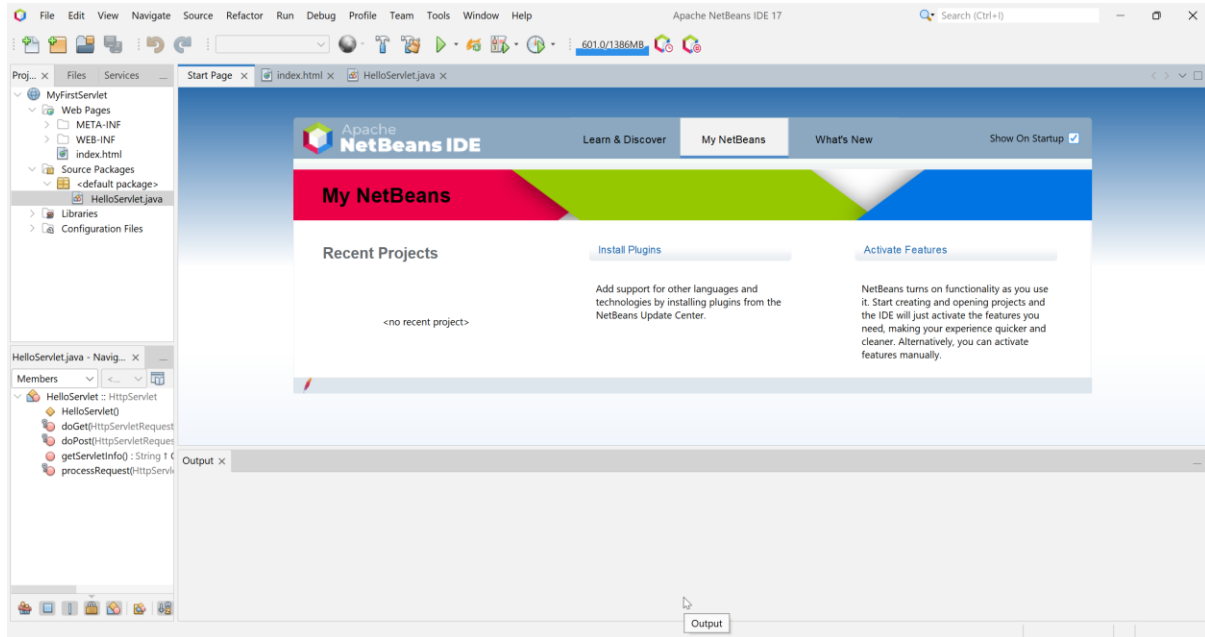 File Edit View Navigate Source Refactor Run Debug Profile Team Tools Window Help
Apache NetBeans IDE 17
Search (Ctrl+I)
601.0/1386MB
Proj... Files Services
Start Page index.html HelloServlet.java
MyFirstServlet
Web Pages
META-INF
WEB-INF
index.html
Source Packages
<default package>
HelloServlet.java
Libraries
Configuration Files
Apache
NetBeans IDE
Learn & Discover My NetBeans What's New Show On Startup
My NetBeans
Recent Projects
<no recent project>
Install Plugins
Add support for other languages and
technologies by installing plugins from the
NetBeans Update Center.
Activate Features
NetBeans turns on functionality as you use
it. Start creating and opening projects and
the IDE will just activate the features you
need, making your experience quicker and
cleaner. Alternatively, you can activate
features manually.
HelloServlet.java - Navig...
Members <...
HelloServlet :: HttpServlet
HelloServlet()
doGet(HttpServletRequest
doPost(HttpServletReques
getServletInfo() : String ↑ 
processRequest(HttpServl
Output
Output